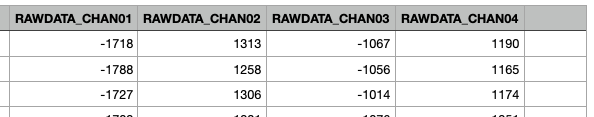 RAWDATA_CHAN01 RAWDATA_CHAN02 RAWDATA_CHAN03 RAWDATA_CHAN04
-1718 1313 -1067 1190
-1788 1258 -1056 1165
-1727 1306 -1014 1174